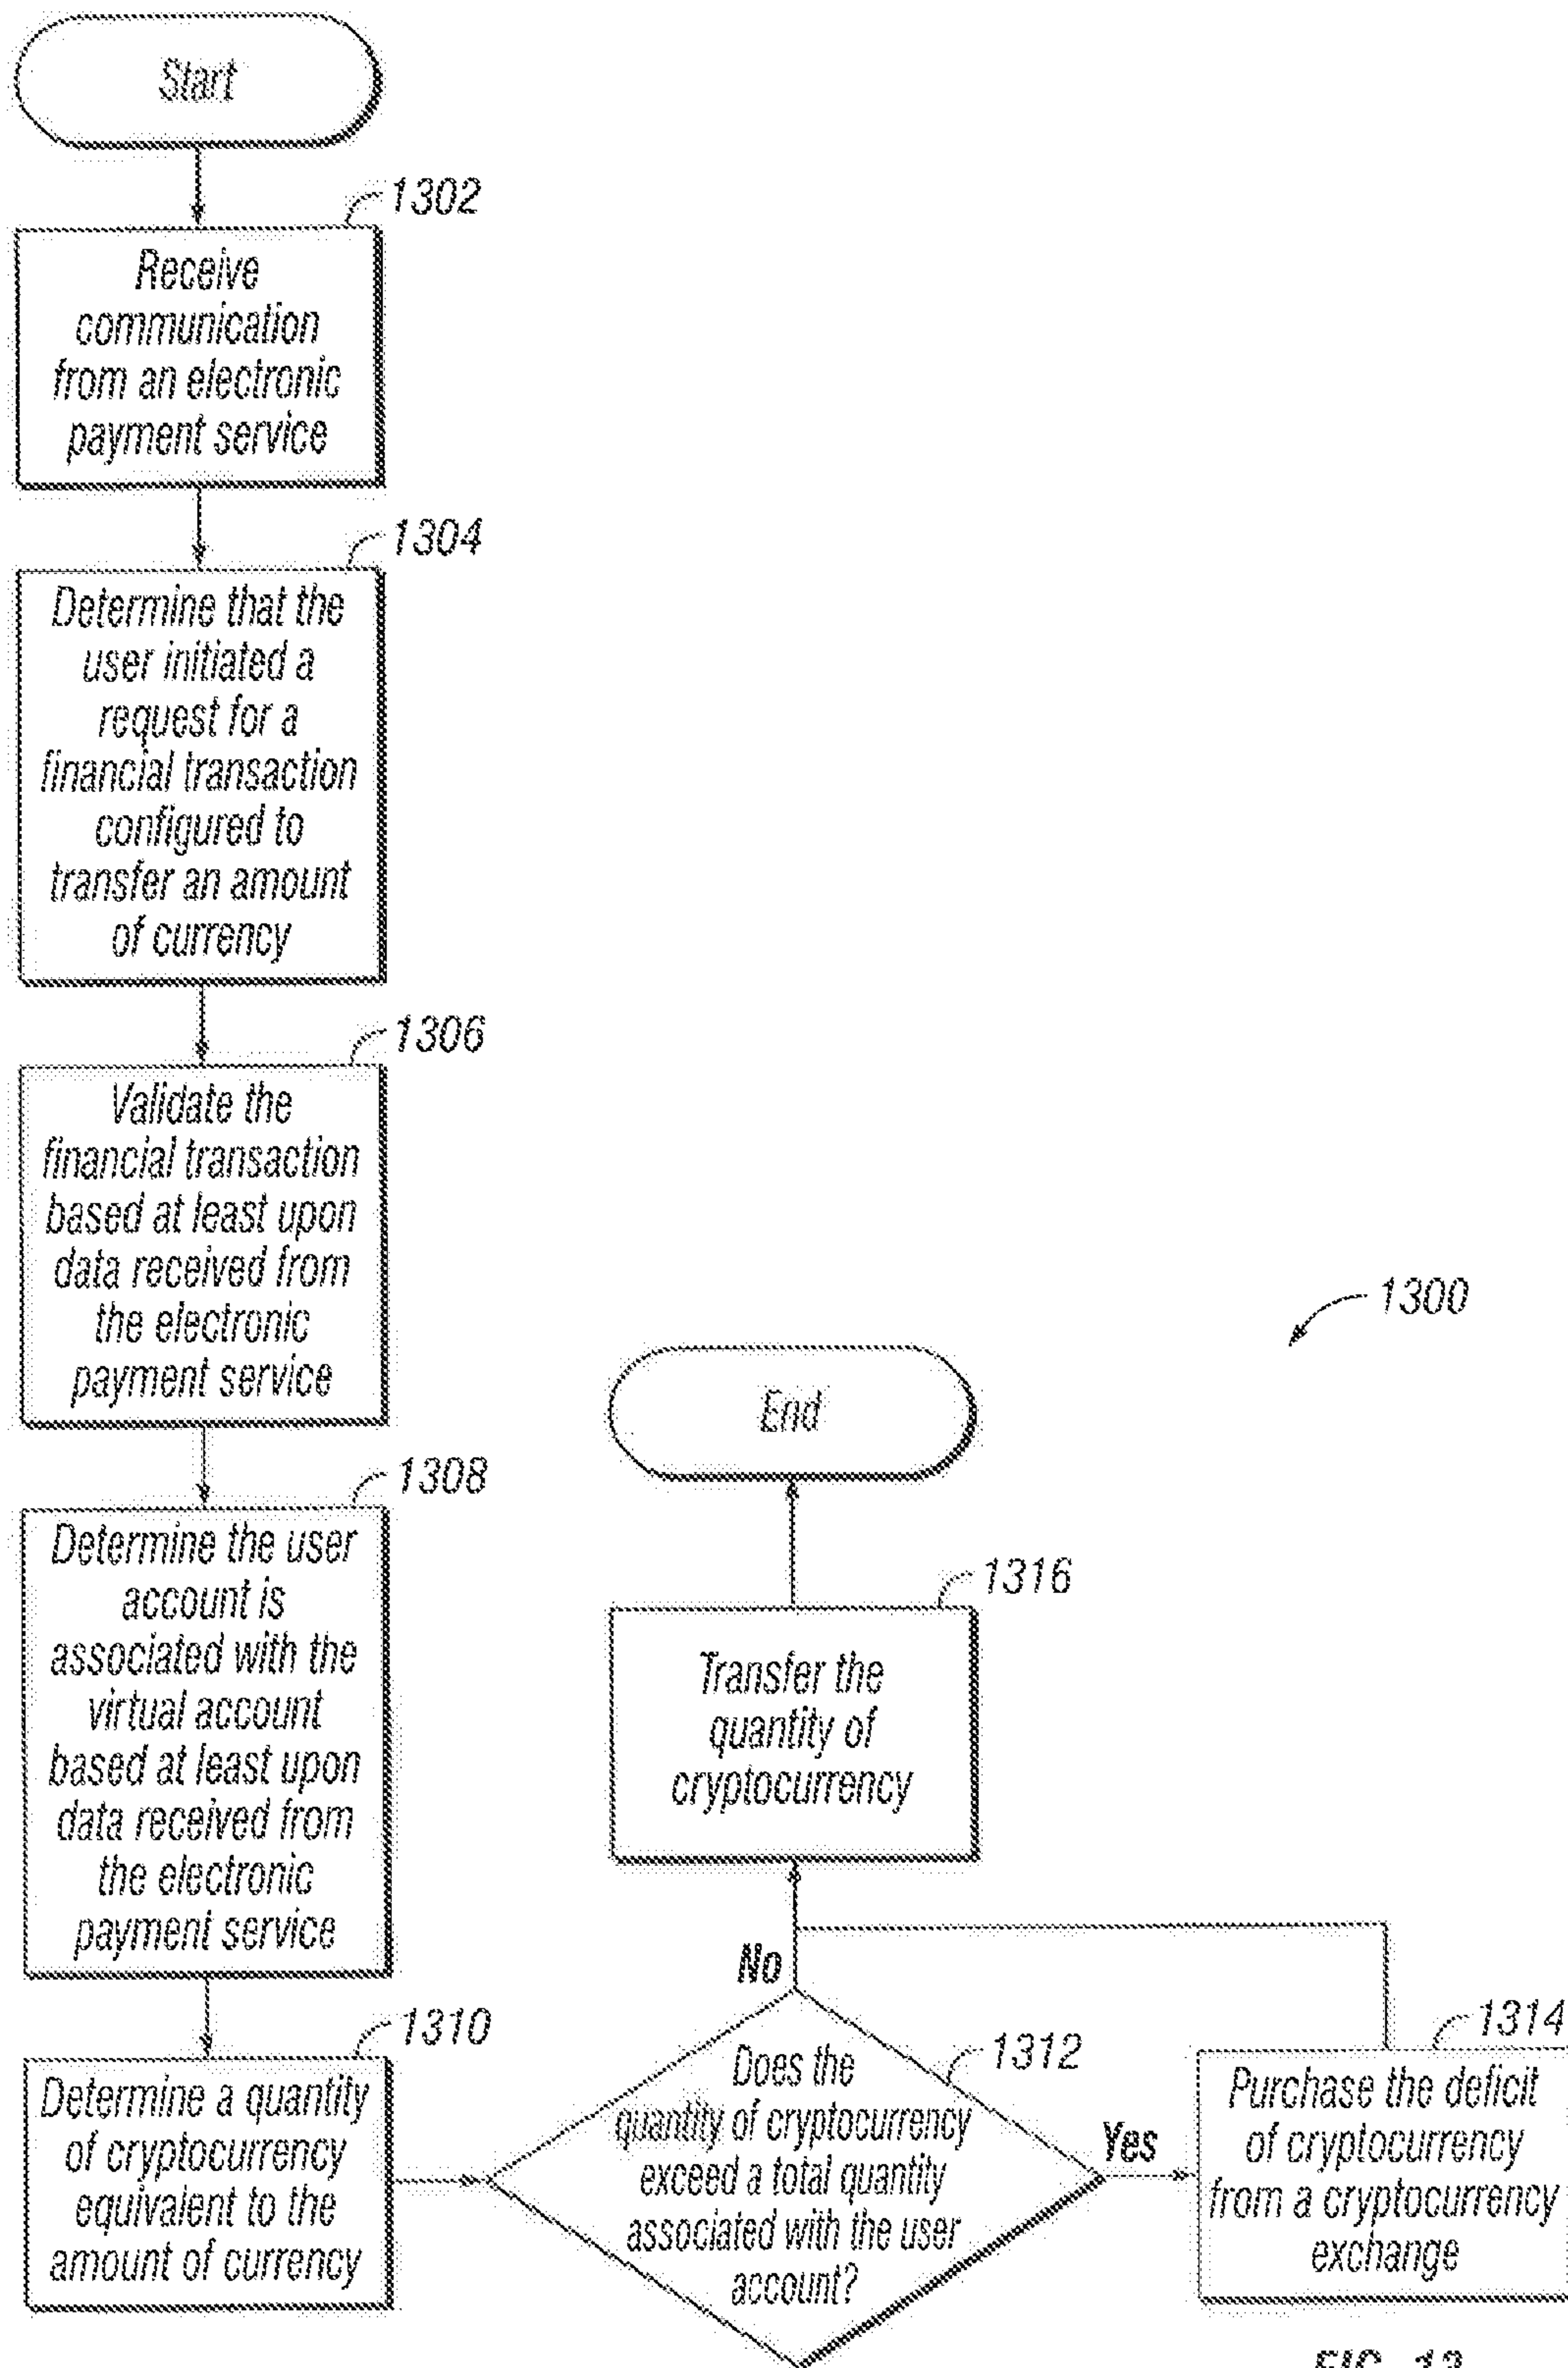 Start
1302
Receive
communication
from an electronic
payment service
1304
Determine that the
user initiated a
request for a
financial transaction
configured to
transfer an amount
of currency
1306
Validate the
financial transaction
based at least upon
data received from
the electronic
payment service
1308
Determine the user
account is
associated with the
virtual account
based at least upon
data received from
the electronic
payment service
1310
Determine a quantity
of cryptocurrency
equivalent to the
amount of currency
1312
Does the
quantity of cryptocurrency
exceed a total quantity
associated with the user
account?
Yes
1314
Purchase the deficit
of cryptocurrency
from a cryptocurrency
exchange
No
1316
Transfer the
quantity of
cryptocurrency
End
1300
FIG. 13